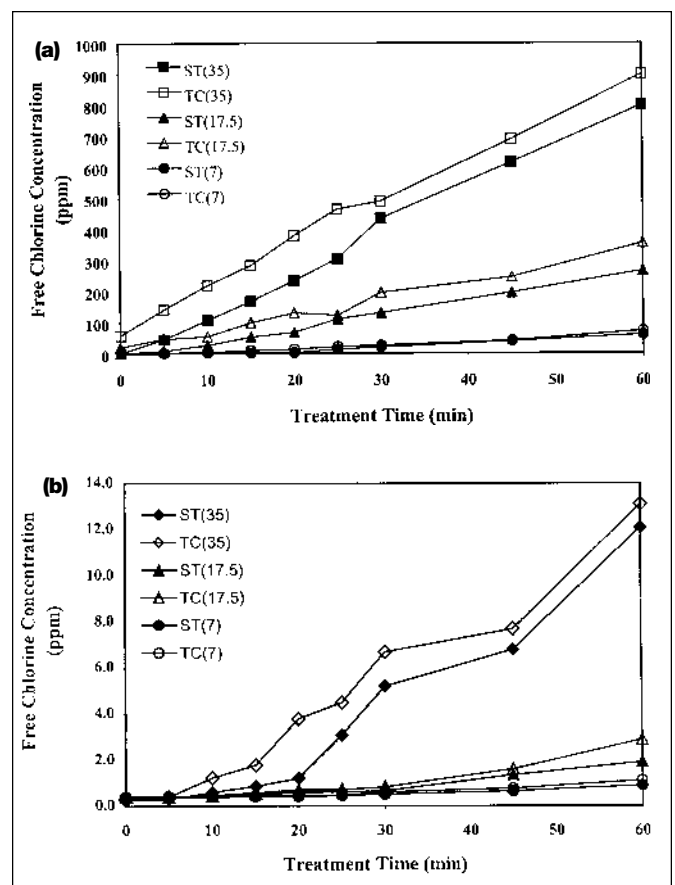 (a)
1000
900
800
700
600
500
400
300
200
100
0
Free Chlorine Concentration
(ppm)
ST(35)
TC(35)
ST(17.5)
TC(17.5)
ST(7)
TC(7)
0 10 20 30 40 50 60
Treatment Time (min)
(b)
14.0
12.0
10.0
8.0
6.0
4.0
2.0
0.0
Free Chlorine Concentration
(ppm)
ST(35)
TC(35)
ST(17.5)
TC(17.5)
ST(7)
TC(7)
0 10 20 30 40 50 60
Treatment Time (min)